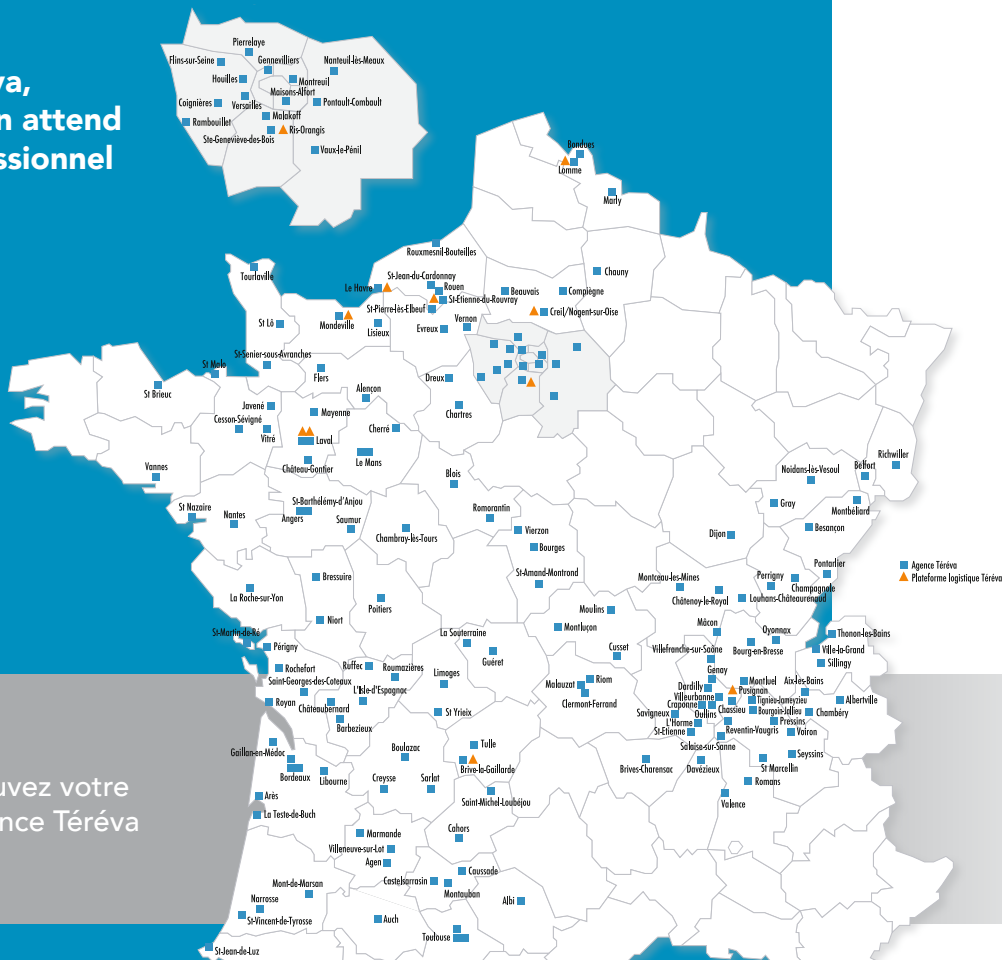 va,
n attend
ssionnel
Pierrelaye
Flins-sur-Seine
Gennevilliers
Nanteuil-lès-Meaux
Houilles
Montreuil
Maisons-Alfort
Coignières
Versailles
Pontault-Combault
Rambouillet
Malakoff
Ris-Orangis
Ste-Geneviève-des-Bois
Vaux-le-Pénil
Bondues
Lomme
Marly
Rouxmesnil-Bouteilles
Tourlaville
St-Jean-du-Cardonnay
Chauny
Le Havre
Rouen
Beauvais
Compiègne
St-Etienne-du-Rouvray
St-Pierre-lès-Elbeuf
Creil/Nogent-sur-Oise
St Lô
Mondeville
Lisieux
Evreux
Vernon
St-Senier-sous-Avranches
St Malo
Flers
St Brieuc
Alençon
Dreux
Javené
Mayenne
Chartres
Cesson-Sévigné
Vitré
Laval
Cherré
Le Mans
Château-Gontier
Vannes
Blois
Richwiller
Noidans-lès-Vesoul
Belfort
St Nazaire
Nantes
St-Barthélémy-d'Anjou
Angers
Saumur
Romorantin
Gray
Montbéliard
Chambray-lès-Tours
Vierzon
Dijon
Besançon
Bourges
St-Amand-Montrond
Pontarlier
Agence Téréva
Plateforme logistique Téréva
Bressuire
Montceau-les-Mines
Perrigny
Champagnole
La Roche-sur-Yon
Poitiers
Châtenoy-le-Royal
Louhans-Châteaurenaud
Niort
Moulins
Montluçon
Mâcon
Oyonnax
St-Martin-de-Ré
La Souterraine
Thonon-les-Bains
Périgny
Guéret
Cusset
Villefranche-sur-Saône
Bourg-en-Bresse
Ville-la-Grand
Sillingy
Rochefort
Ruffec
Roumazières
Limoges
Genay
Saint-Georges-des-Coteaux
L'Isle-d'Espagnac
Malauzat
Riom
Dardilly
Montluel
Aix-les-Bains
Pusignan
Royan
Châteaubernard
Clermont-Ferrand
Villeurbanne
Tignieu-Jameyzieu
Albertville
Craponne
Savigneux
Oullins
Chassieu
Bourgoin-Jallieu
Chambéry
Barbezieux
St Yrieix
L'Horme
St-Etienne
Reventin-Vaugris
Pressins
Voiron
Gaillan-en-Médoc
Boulazac
Tulle
Salaise-sur-Sanne
Seyssins
Bordeaux
Libourne
Creysse
Sarlat
Brive-la-Gaillarde
Brives-Charensac
Davézieux
St Marcellin
Romans
Saint-Michel-Loubéjou
Valence
Arès
La Teste-de-Buch
uvez votre
nce Téréva
Marmande
Cahors
Villeneuve-sur-Lot
Agen
Caussade
Castelsarrasin
Montauban
Mont-de-Marsan
Albi
Narrosse
St-Vincent-de-Tyrosse
Auch
Toulouse
St-Jean-de-Luz